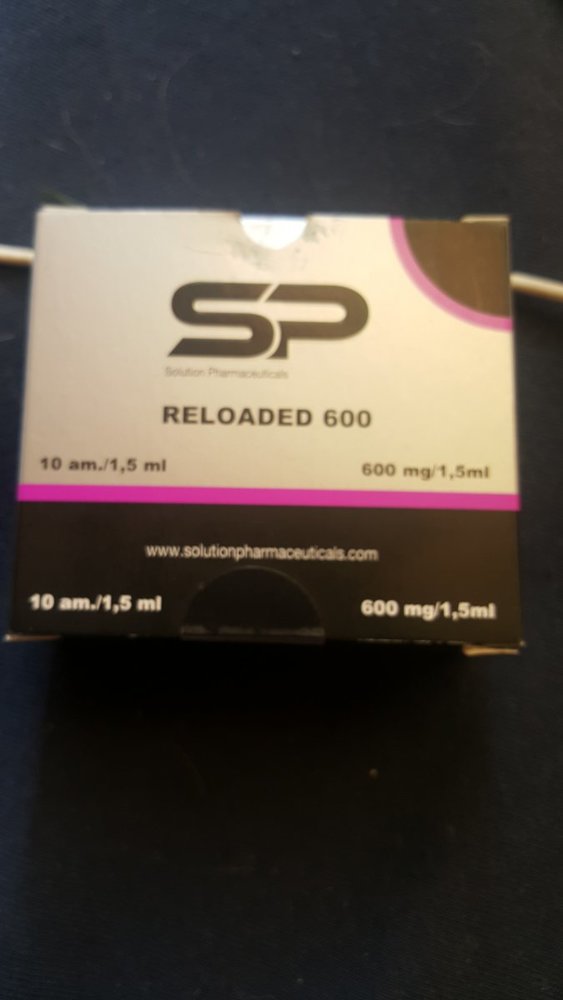 SP
Solution Pharmaceuticals
RELOADED 600
10 am./1,5 ml 600 mg/1,5ml
www.solutionpharmaceuticals.com
10 am./1,5 ml 600 mg/1,5ml